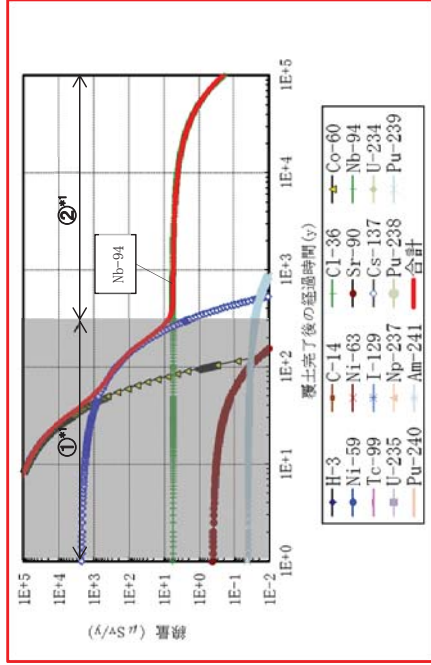 ①*1
②*1
Nb-94
線量 (μSv/y)
1E+5
1E+4
1E+3
1E+2
1E+1
1E+0
1E-1
1E-2
1E+0 1E+1 1E+2 1E+3 1E+4 1E+5
覆土完了後の経過時間(y)
H-3 C-14 Cl-36 Co-60
Ni-59 Ni-63 Sr-90 Nb-94
Tc-99 I-129 Cs-137 U-234
U-235 Np-237 Pu-238 Pu-239
Pu-240 Am-241 合計